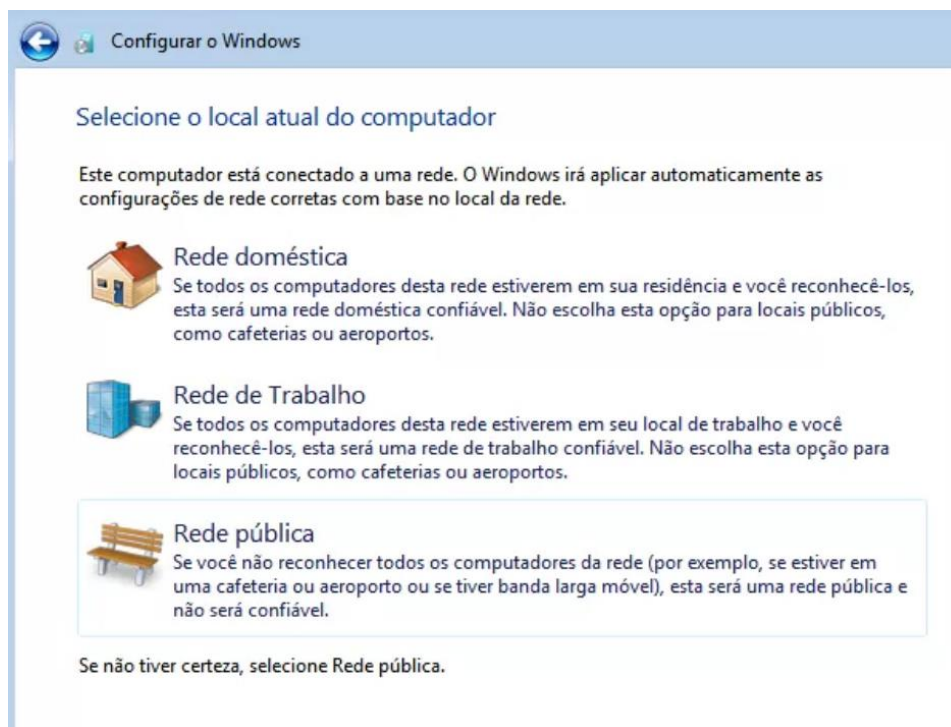 Configurar o Windows
Selecione o local atual do computador
Este computador está conectado a uma rede. O Windows irá aplicar automaticamente as
configurações de rede corretas com base no local da rede.
Rede doméstica
Se todos os computadores desta rede estiverem em sua residência e você reconhecê-los,
esta será uma rede doméstica confiável. Não escolha esta opção para locais públicos,
como cafeterias ou aeroportos.
Rede de Trabalho
Se todos os computadores desta rede estiverem em seu local de trabalho e você
reconhecê-los, esta será uma rede de trabalho confiável. Não escolha esta opção para
locais públicos, como cafeterias ou aeroportos.
Rede pública
Se você não reconhecer todos os computadores da rede (por exemplo, se estiver em
uma cafeteria ou aeroporto ou se tiver banda larga móvel), esta será uma rede pública e
não será confiável.
Se não tiver certeza, selecione Rede pública.